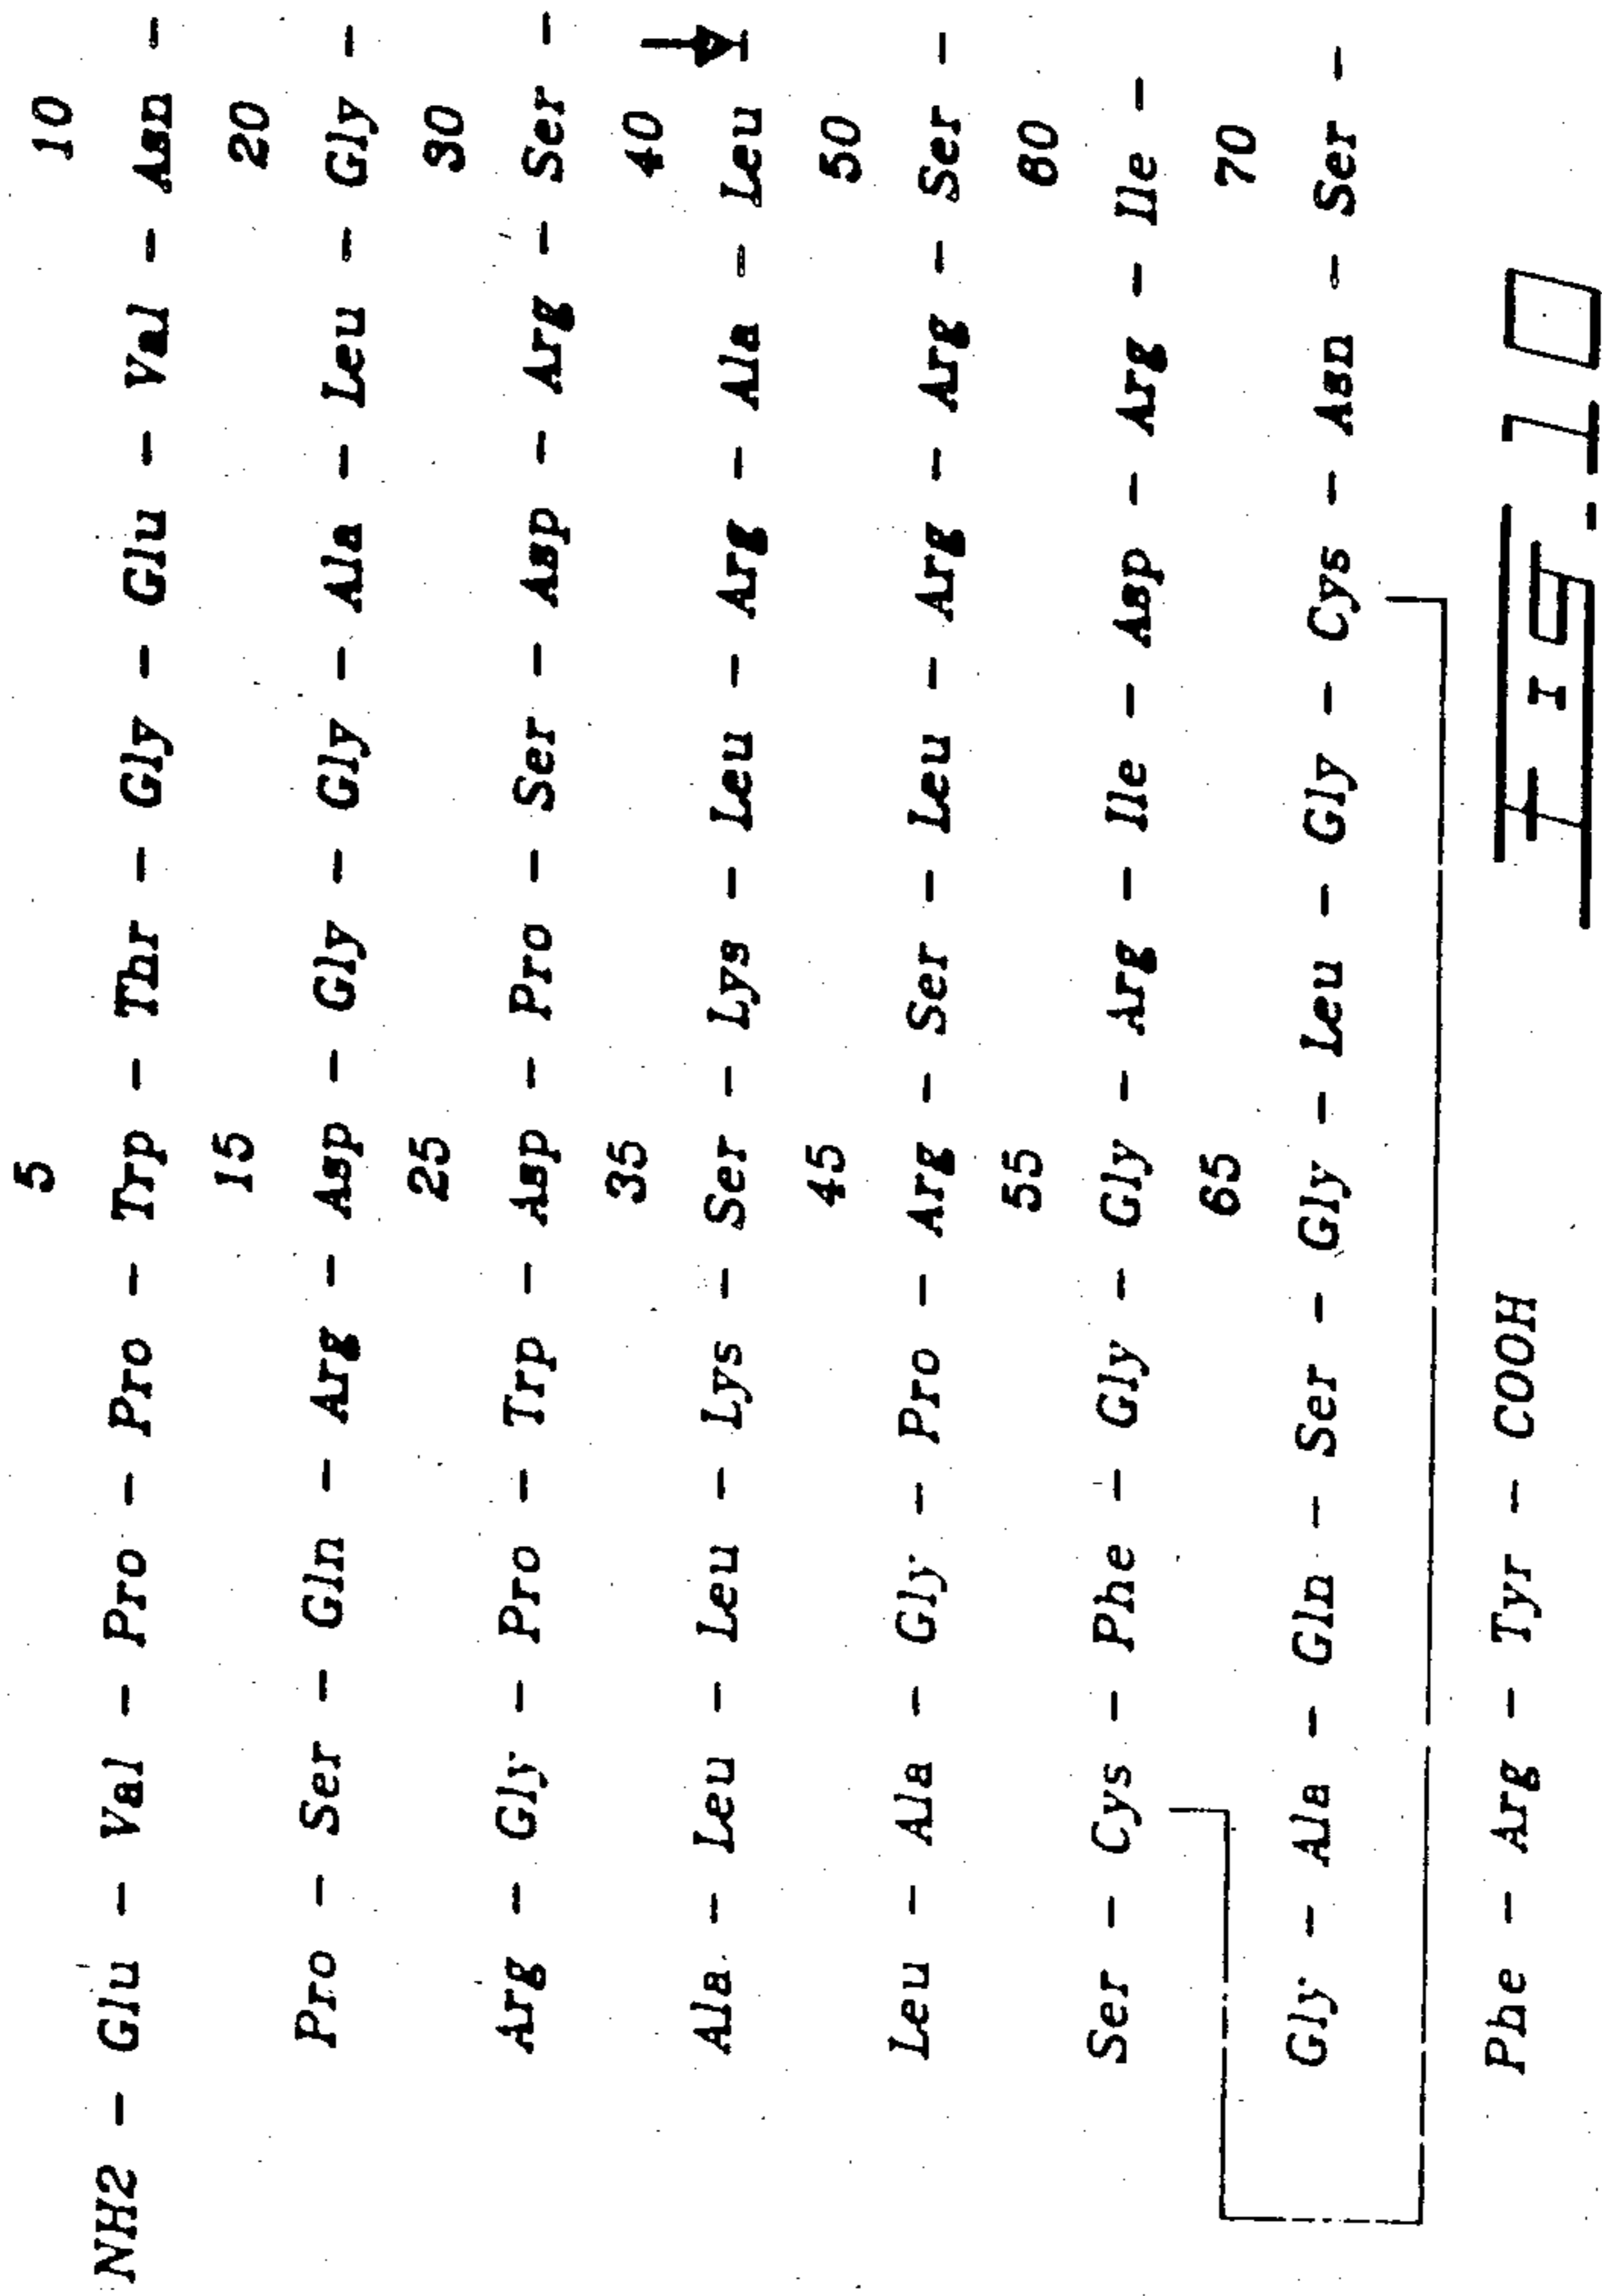 5 10
NH2 - Glu - Val - Pro - Pro - Trp - Thr - Gly - Glu - Val - Asn -
15 20
Pro - Ser - Gln - Arg - Asp - Gly - Gly - Ala - Leu - Gly -
25 30
Arg - Gly - Pro - Trp - Asp - Pro - Ser - Asp - Arg - Ser -
35 40
Ala - Leu - Leu - Lys - Ser - Lys - Leu - Arg - Ala - Leu -
45 50
Leu - Ala - Gly - Pro - Arg - Ser - Leu - Arg - Arg - Ser -
55 60
Ser - Cys - Phe - Gly - Gly - Arg - Ile - Asp - Arg - Ile -
65 70
Gly - Ala - Gln - Ser - Gly - Leu - Gly - Cys - Asn - Ser -
Phe - Arg - Tyr - COOH
Fig. 10